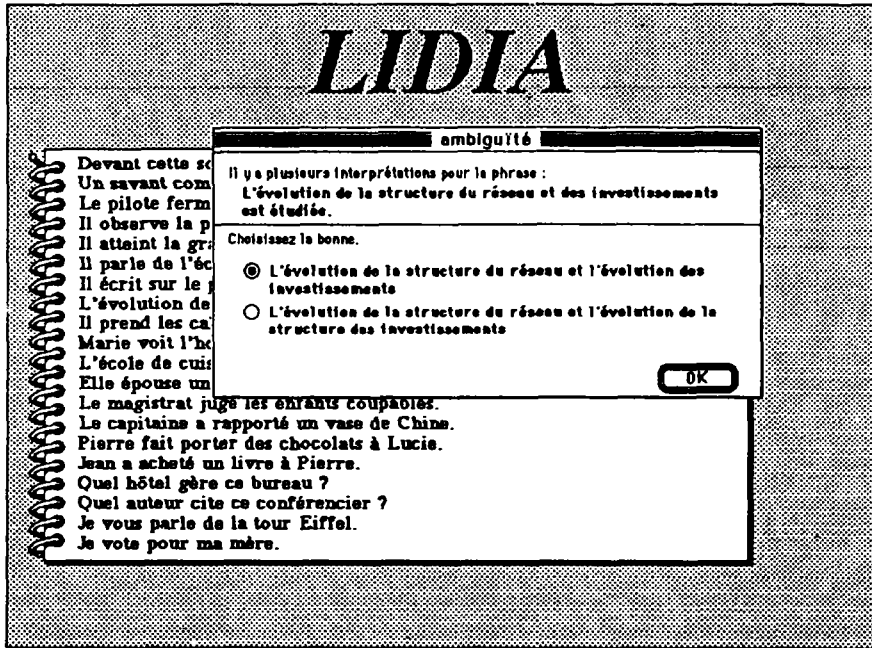 LIDIA
ambiguïté
Il y a plusieurs interprétations pour la phrase :
L'évolution de la structure du réseau et des investissements
est étudiée.
Choisissez la bonne.
L'évolution de la structure du réseau et l'évolution des
investissements
L'évolution de la structure du réseau et l'évolution de la
structure des investissements
OK
Devant cette
Un savant
Le pilote
Il observe la
Il atteint la
Il parle de
Il écrit sur le
L'évolution de
Il prend les
Marie voit
L'école de
Elle épouse un
Le magistrat juge les enfants coupables.
Le capitaine a rapporté un vase de Chine.
Pierre fait porter des chocolats à Lucie.
Jean a acheté un livre à Pierre.
Quel hôtel gère ce bureau ?
Quel auteur cite ce conférencier ?
Je vous parle de la tour Eiffel.
Je vote pour ma mère.